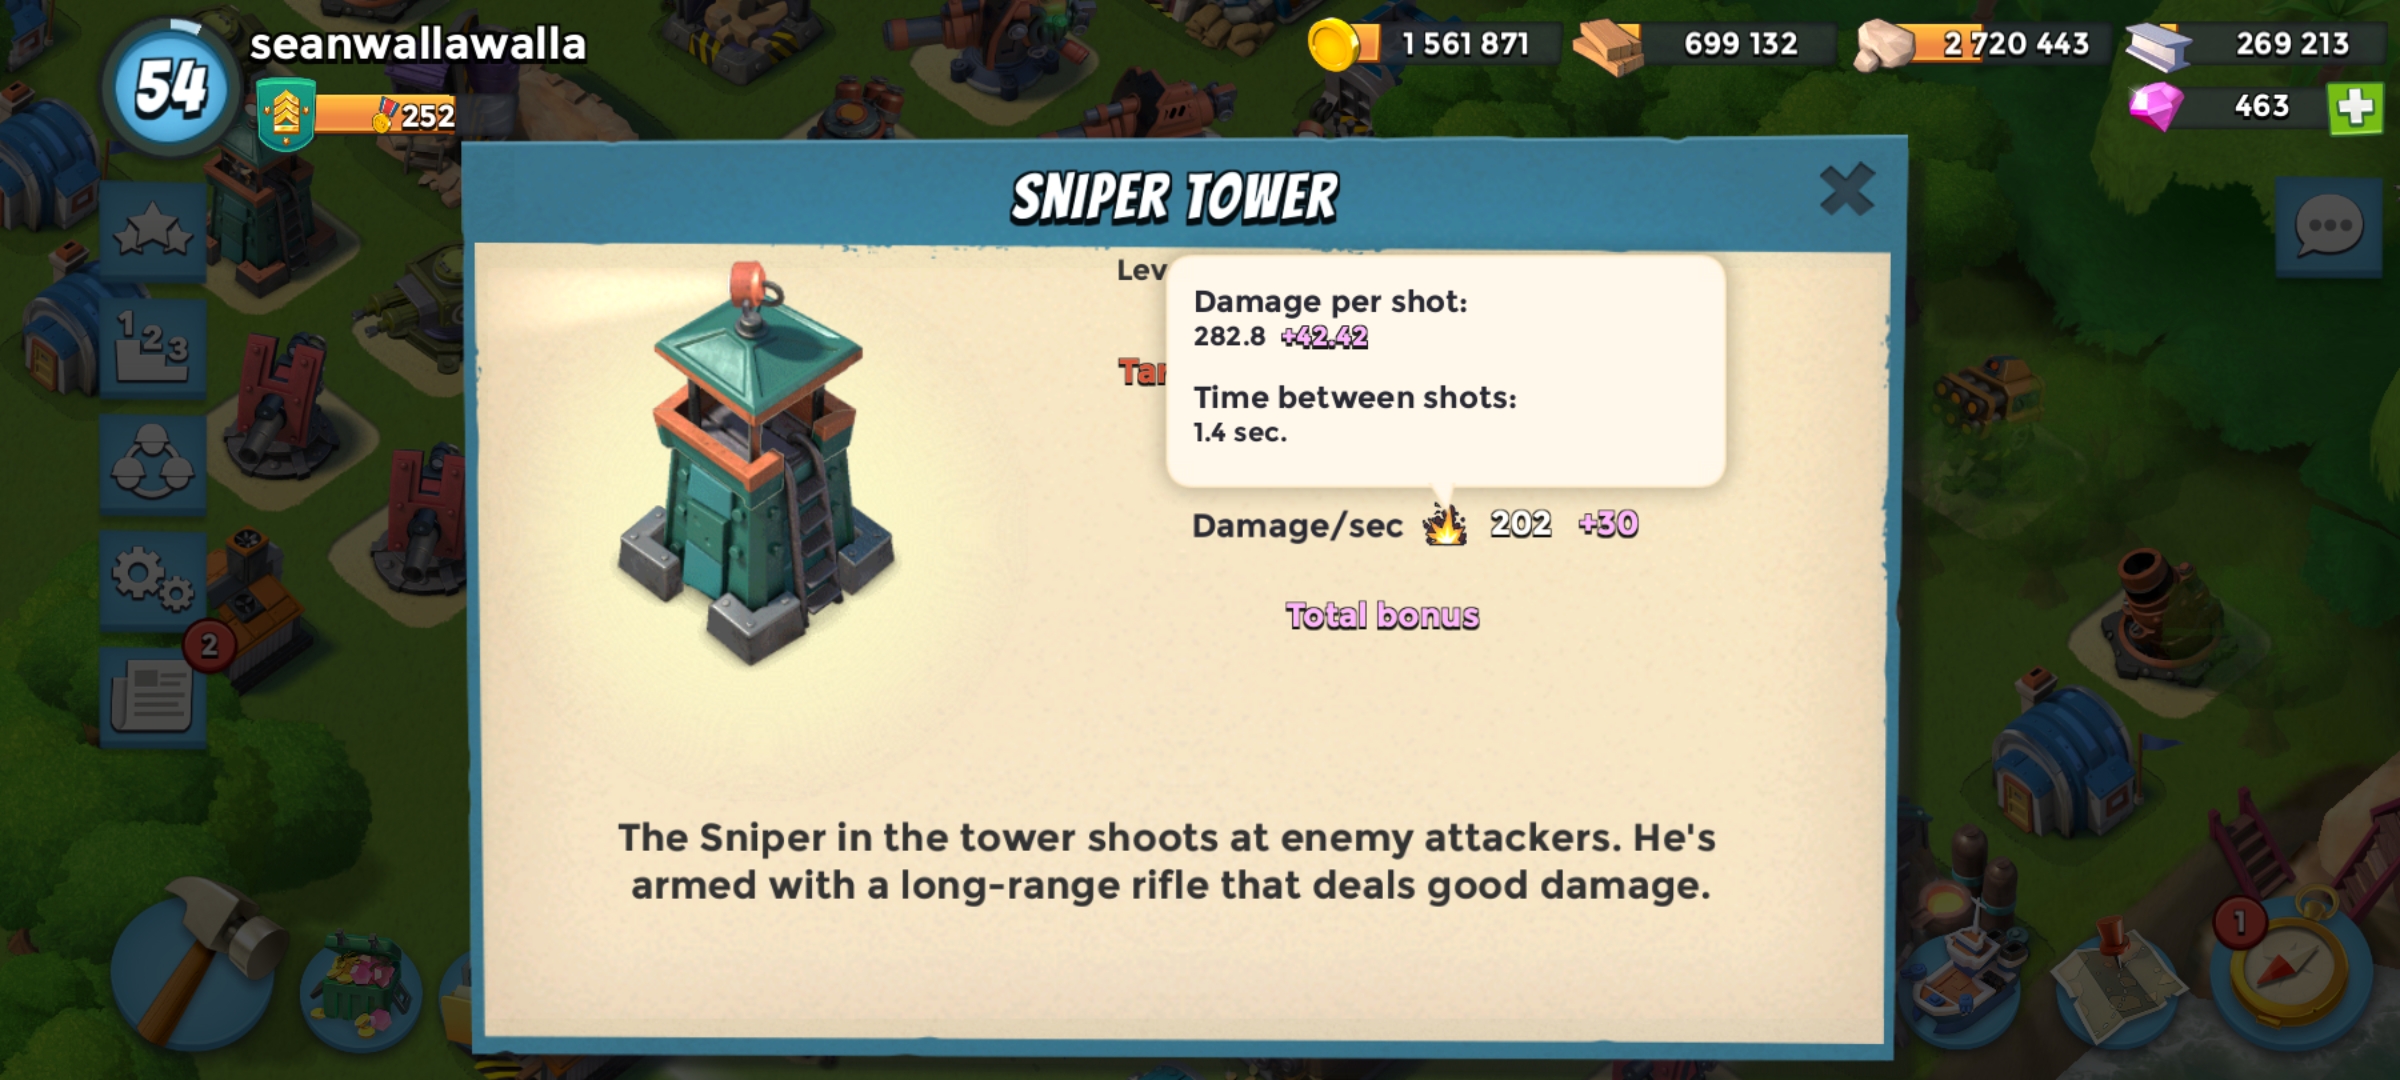 54
seanwallawalla
252
1 561 871
699 132
2 720 443
269 213
463
SNIPER TOWER
Lev
Damage per shot:
282.8 +42.42
Tar
Time between shots:
1.4 sec.
Damage/sec 202 +30
Total bonus
1 2 3
2
The Sniper in the tower shoots at enemy attackers. He's
armed with a long-range rifle that deals good damage.
1